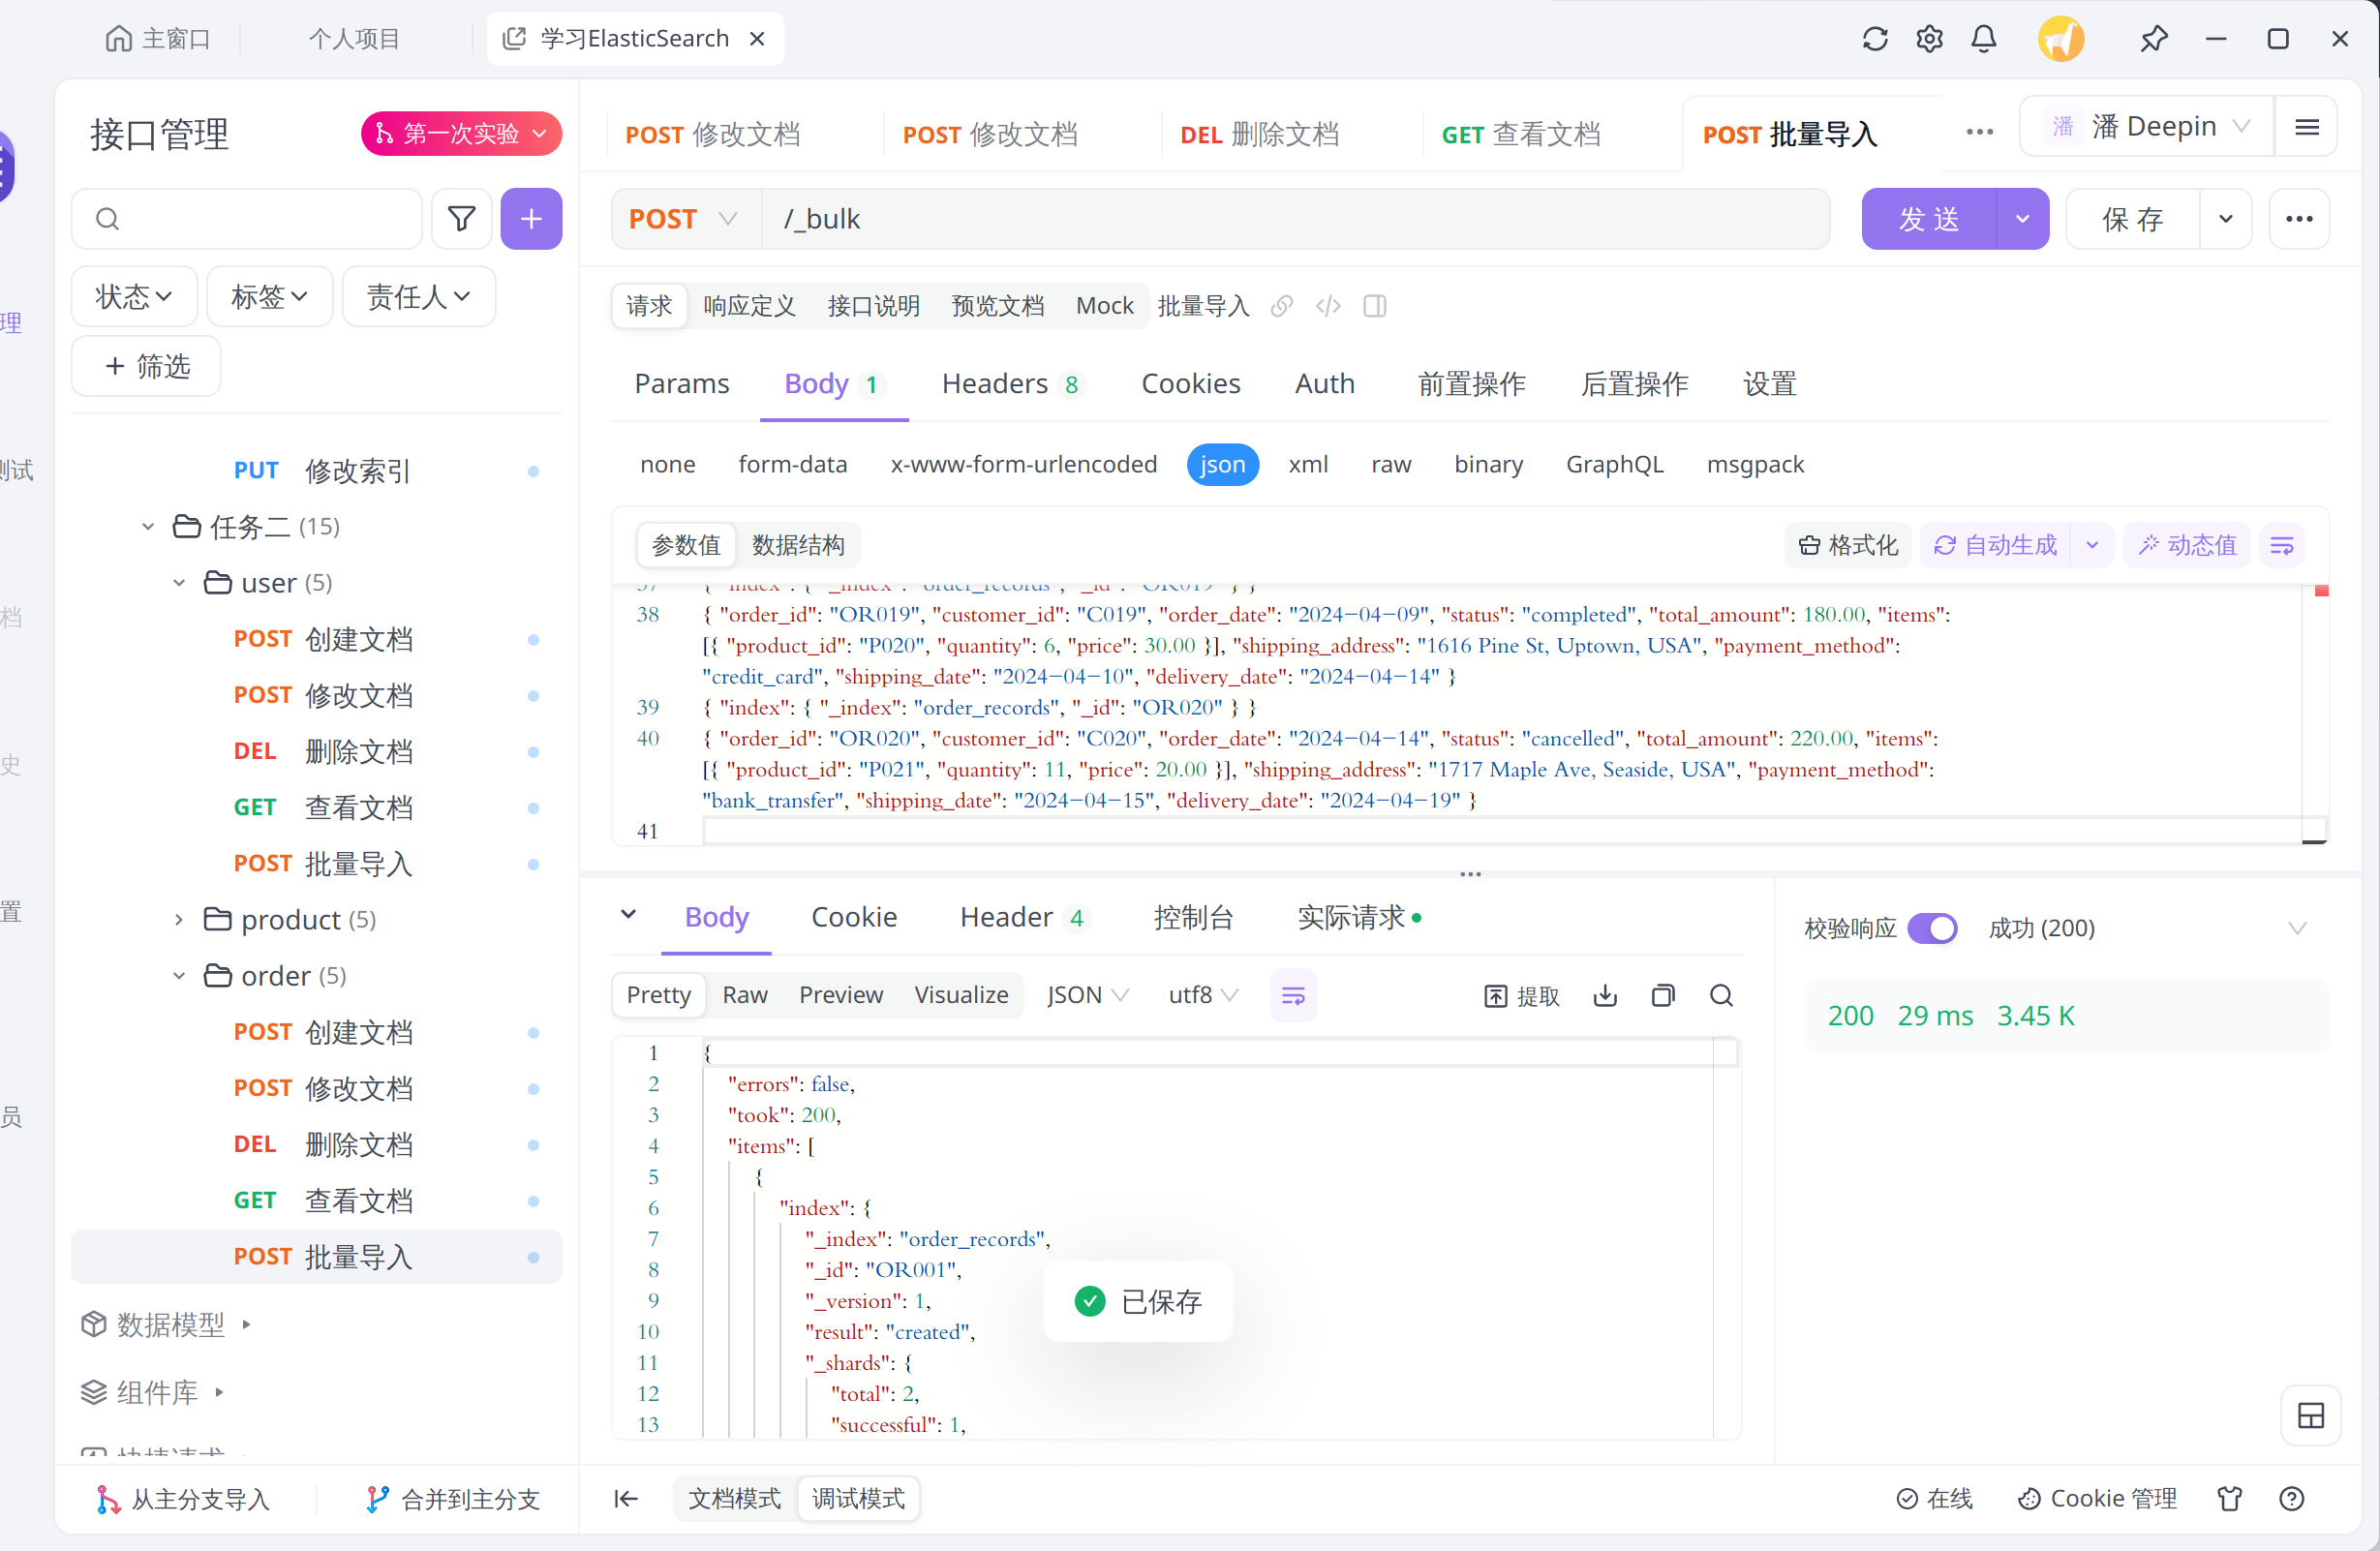 主窗口
个人项目
学习ElasticSearch
接口管理
第一次实验
状态
标签
责任人
筛选
PUT 修改索引
任务二 (15)
user (5)
POST 创建文档
POST 修改文档
DEL 删除文档
GET 查看文档
POST 批量导入
product (5)
order (5)
POST 创建文档
POST 修改文档
DEL 删除文档
GET 查看文档
POST 批量导入
数据模型
组件库
从主分支导入
合并到主分支
理
测试
档
史
置
员
POST 修改文档
POST 修改文档
DEL 删除文档
GET 查看文档
POST 批量导入
潘 潘 Deepin
POST /_bulk
发 送
保 存
请求 响应定义 接口说明 预览文档 Mock 批量导入
Params Body 1 Headers 8 Cookies Auth 前置操作 后置操作 设置
none form-data x-www-form-urlencoded json xml raw binary GraphQL msgpack
参数值 数据结构
格式化 自动生成 动态值
37 { "index": { "_index": "order_records", "_id": "OR019" } }
38 { "order_id": "OR019", "customer_id": "C019", "order_date": "2024-04-09", "status": "completed", "total_amount": 180.00, "items":
[{ "product_id": "P020", "quantity": 6, "price": 30.00 }], "shipping_address": "1616 Pine St, Uptown, USA", "payment_method":
"credit_card", "shipping_date": "2024-04-10", "delivery_date": "2024-04-14" }
39 { "index": { "_index": "order_records", "_id": "OR020" } }
40 { "order_id": "OR020", "customer_id": "C020", "order_date": "2024-04-14", "status": "cancelled", "total_amount": 220.00, "items":
[{ "product_id": "P021", "quantity": 11, "price": 20.00 }], "shipping_address": "1717 Maple Ave, Seaside, USA", "payment_method":
"bank_transfer", "shipping_date": "2024-04-15", "delivery_date": "2024-04-19" }
41
Body Cookie Header 4 控制台 实际请求
Pretty Raw Preview Visualize JSON utf8 提取
1 {
2 "errors": false,
3 "took": 200,
4 "items": [
5 {
6 "index": {
7 "_index": "order_records",
8 "_id": "OR001",
9 "_version": 1,
10 "result": "created",
11 "_shards": {
12 "total": 2,
13 "successful": 1,
已保存
校验响应 成功 (200)
200 29 ms 3.45 K
文档模式 调试模式
在线 Cookie 管理